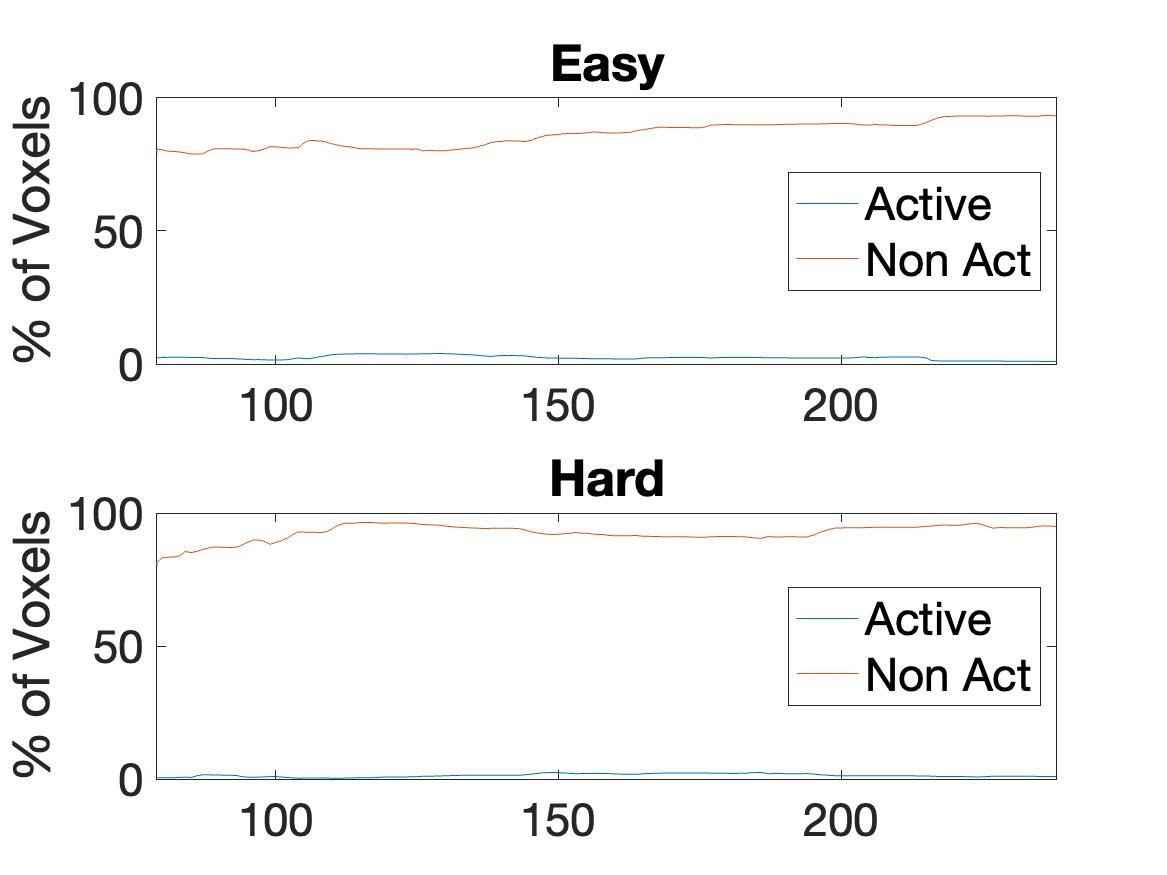 Easy
% of Voxels
100
50
0
Active
Non Act
100 150 200
Hard
% of Voxels
100
50
0
Active
Non Act
100 150 200